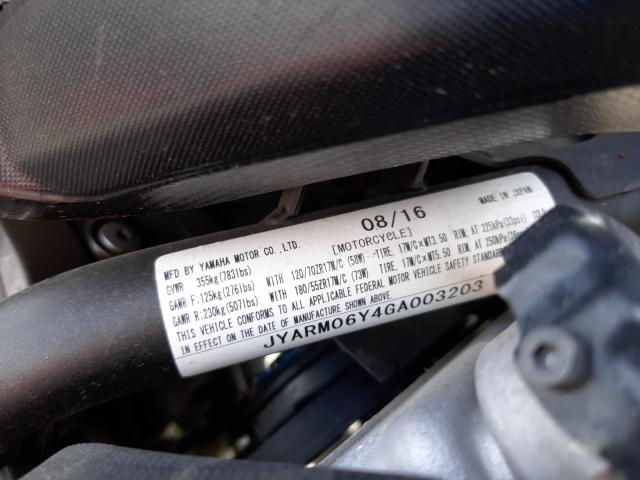 08/16 MADE IN JAPAN
MFD BY YAMAHA MOTOR CO.,LTD. [MOTORCYCLE]
GVWR 355kg(783lbs)
GAWR F:125kg(276lbs) WITH 120/70ZR17M/C (58W) TIRE, 17M/C×MT3.50 RIM, AT 225kPa(33psi) COLD
GAWR R:230kg(507lbs) WITH 180/55ZR17M/C (73W) TIRE, 17M/C×MT5.50 RIM, AT 250kPa
THIS VEHICLE CONFORMS TO ALL APPLICABLE FEDERAL MOTOR VEHICLE SAFETY STANDARDS
IN EFFECT ON THE DATE OF MANUFACTURE SHOWN ABOVE.
JYARM06Y4GA003203